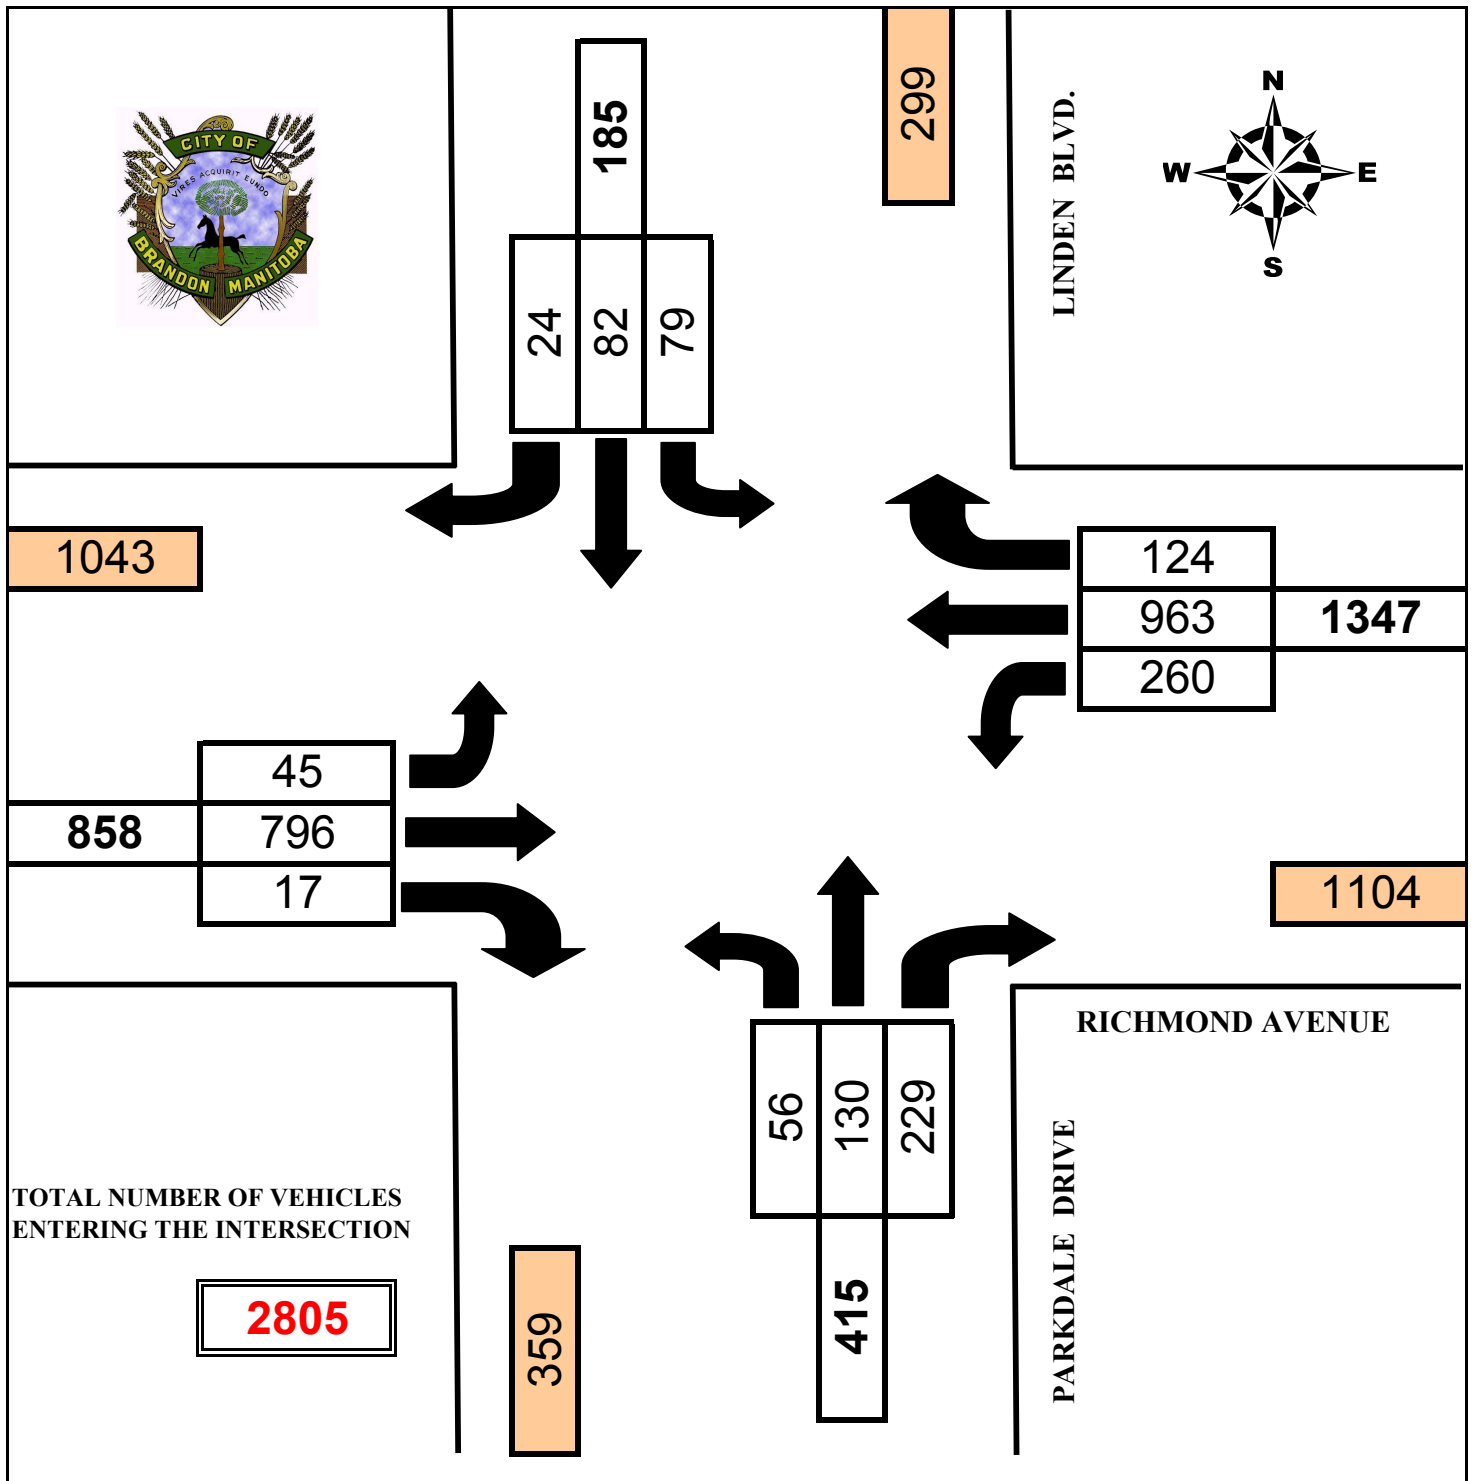 CITY OF
VIRES ACQUIRIT EUNDO
BRANDON MANITOBA
185
299
LINDEN BLVD.
N
W E
S
24 82 79
1043
124
963 1347
260
45
858 796
17
1104
RICHMOND AVENUE
56 130 229
PARKDALE DRIVE
TOTAL NUMBER OF VEHICLES
ENTERING THE INTERSECTION
2805
359
415